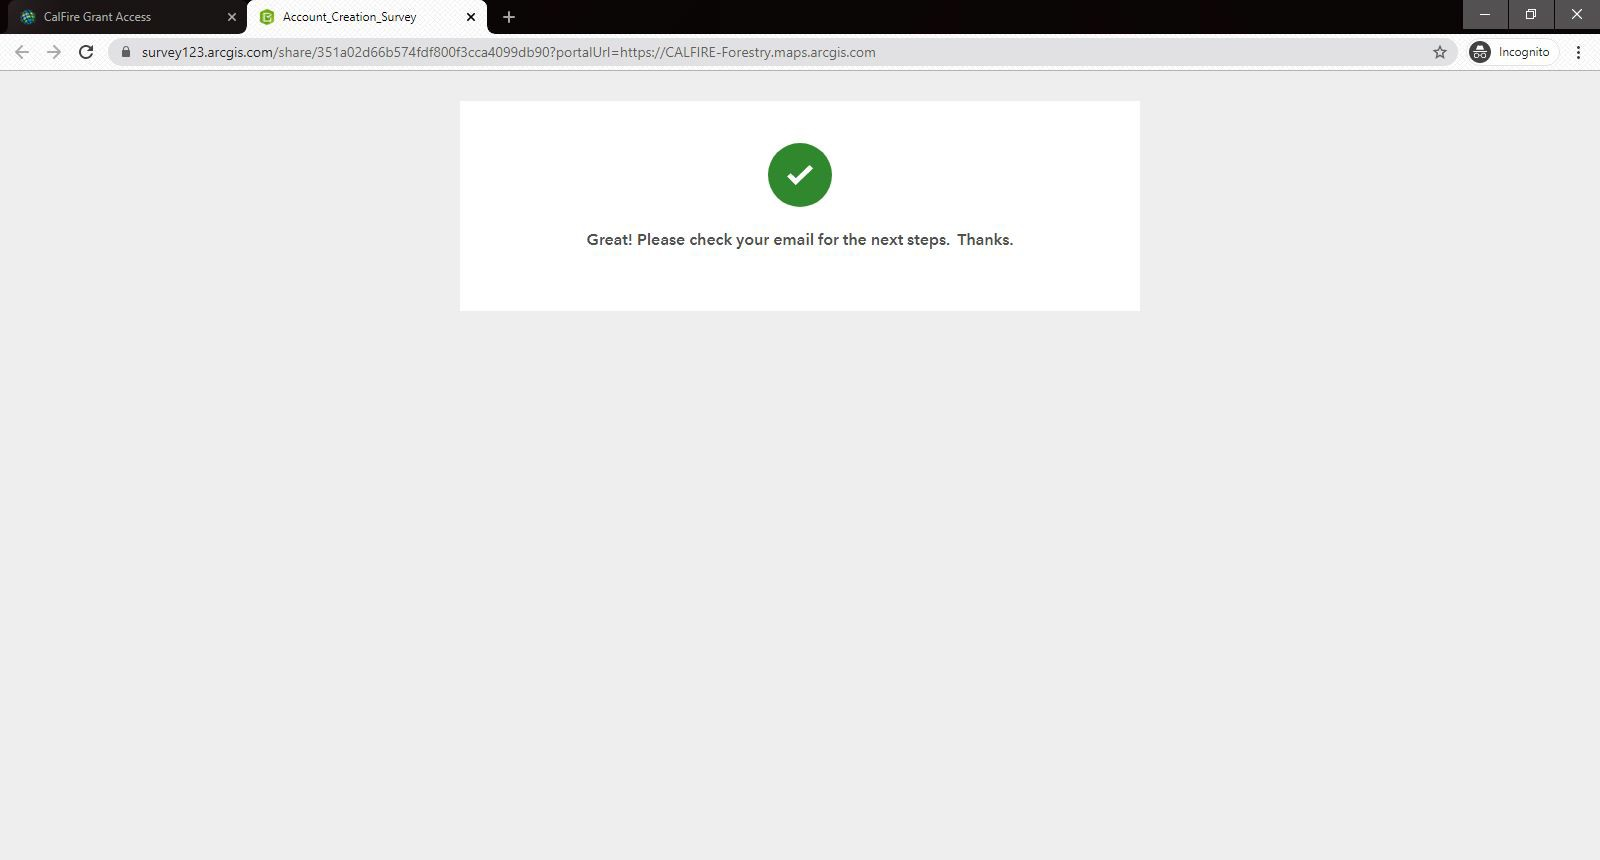 CalFire Grant Access
Account_Creation_Survey
survey123.arcgis.com/share/351a02d66b574fdf800f3cca4099db90?portalUrl=https://CALFIRE-Forestry.maps.arcgis.com
Incognito
Great! Please check your email for the next steps.  Thanks.